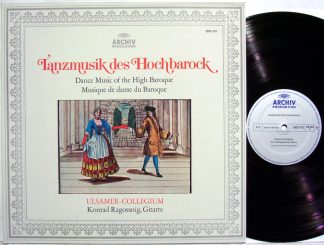 ARCHIV
PRODUKTION
Tanzmusik des Hochbarock
Dance Music of the High Baroque
Musique de danse du Baroque
ULSAMER-COLLEGIUM
Konrad Ragossnig, Gitarre
ARCHIV
PRODUKTION